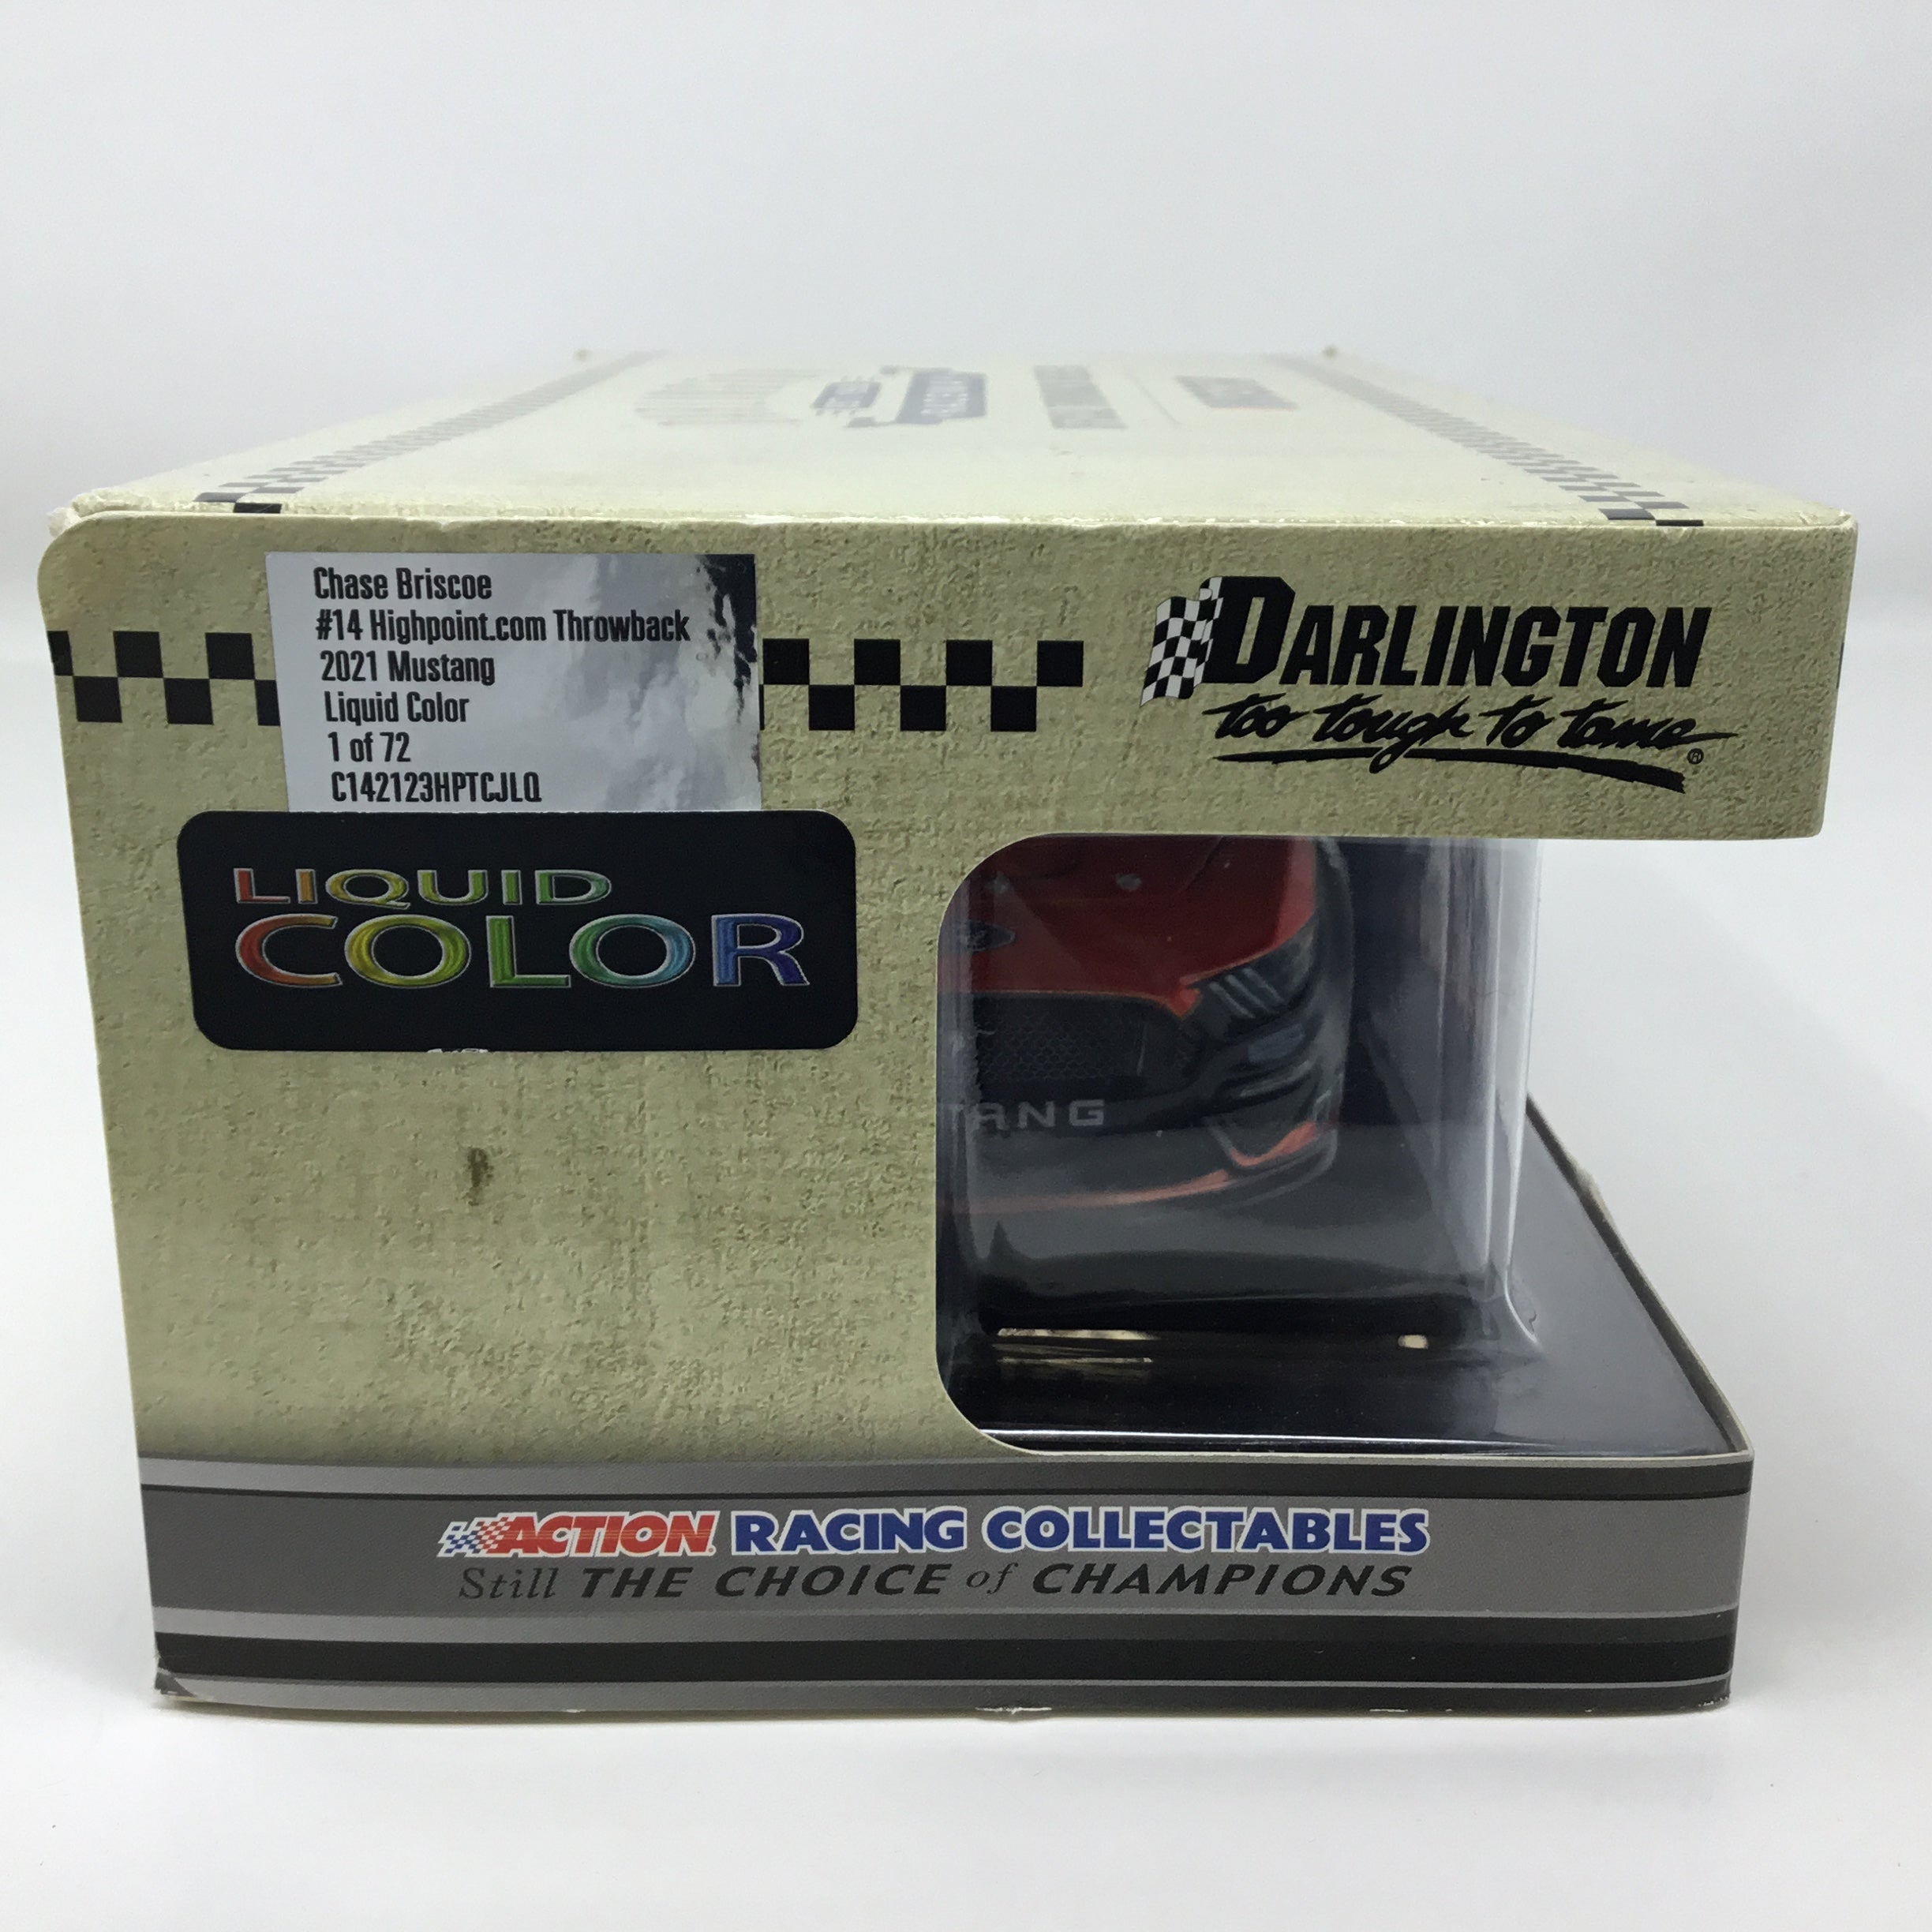 Chase Briscoe
#14 Highpoint.com Throwback
2021 Mustang
Liquid Color
1 of 72
C142123HPTCJLQ
DARLINGTON
too tough to tame®
LIQUID
COLOR
TANG
ACTION RACING COLLECTABLES
Still THE CHOICE of CHAMPIONS